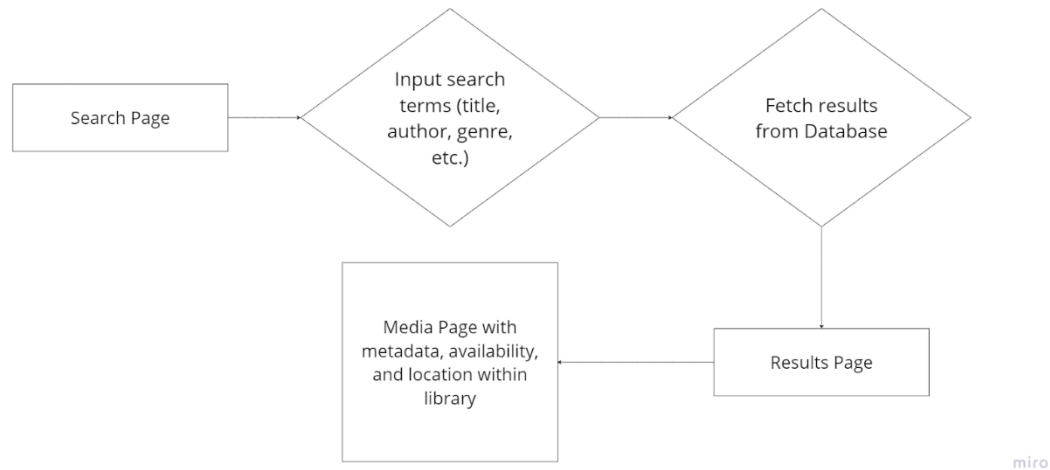 Search Page
Input search
terms (title,
author, genre,
etc.)
Fetch results
from Database
Results Page
Media Page with
metadata, availability,
and location within
library
miro